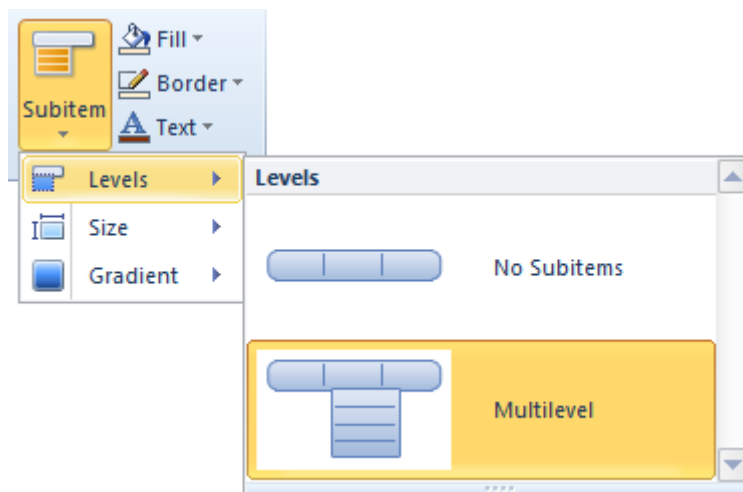 Fill
Border
Subitem
Text
Levels
Levels
Size
No Subitems
Gradient
Multilevel